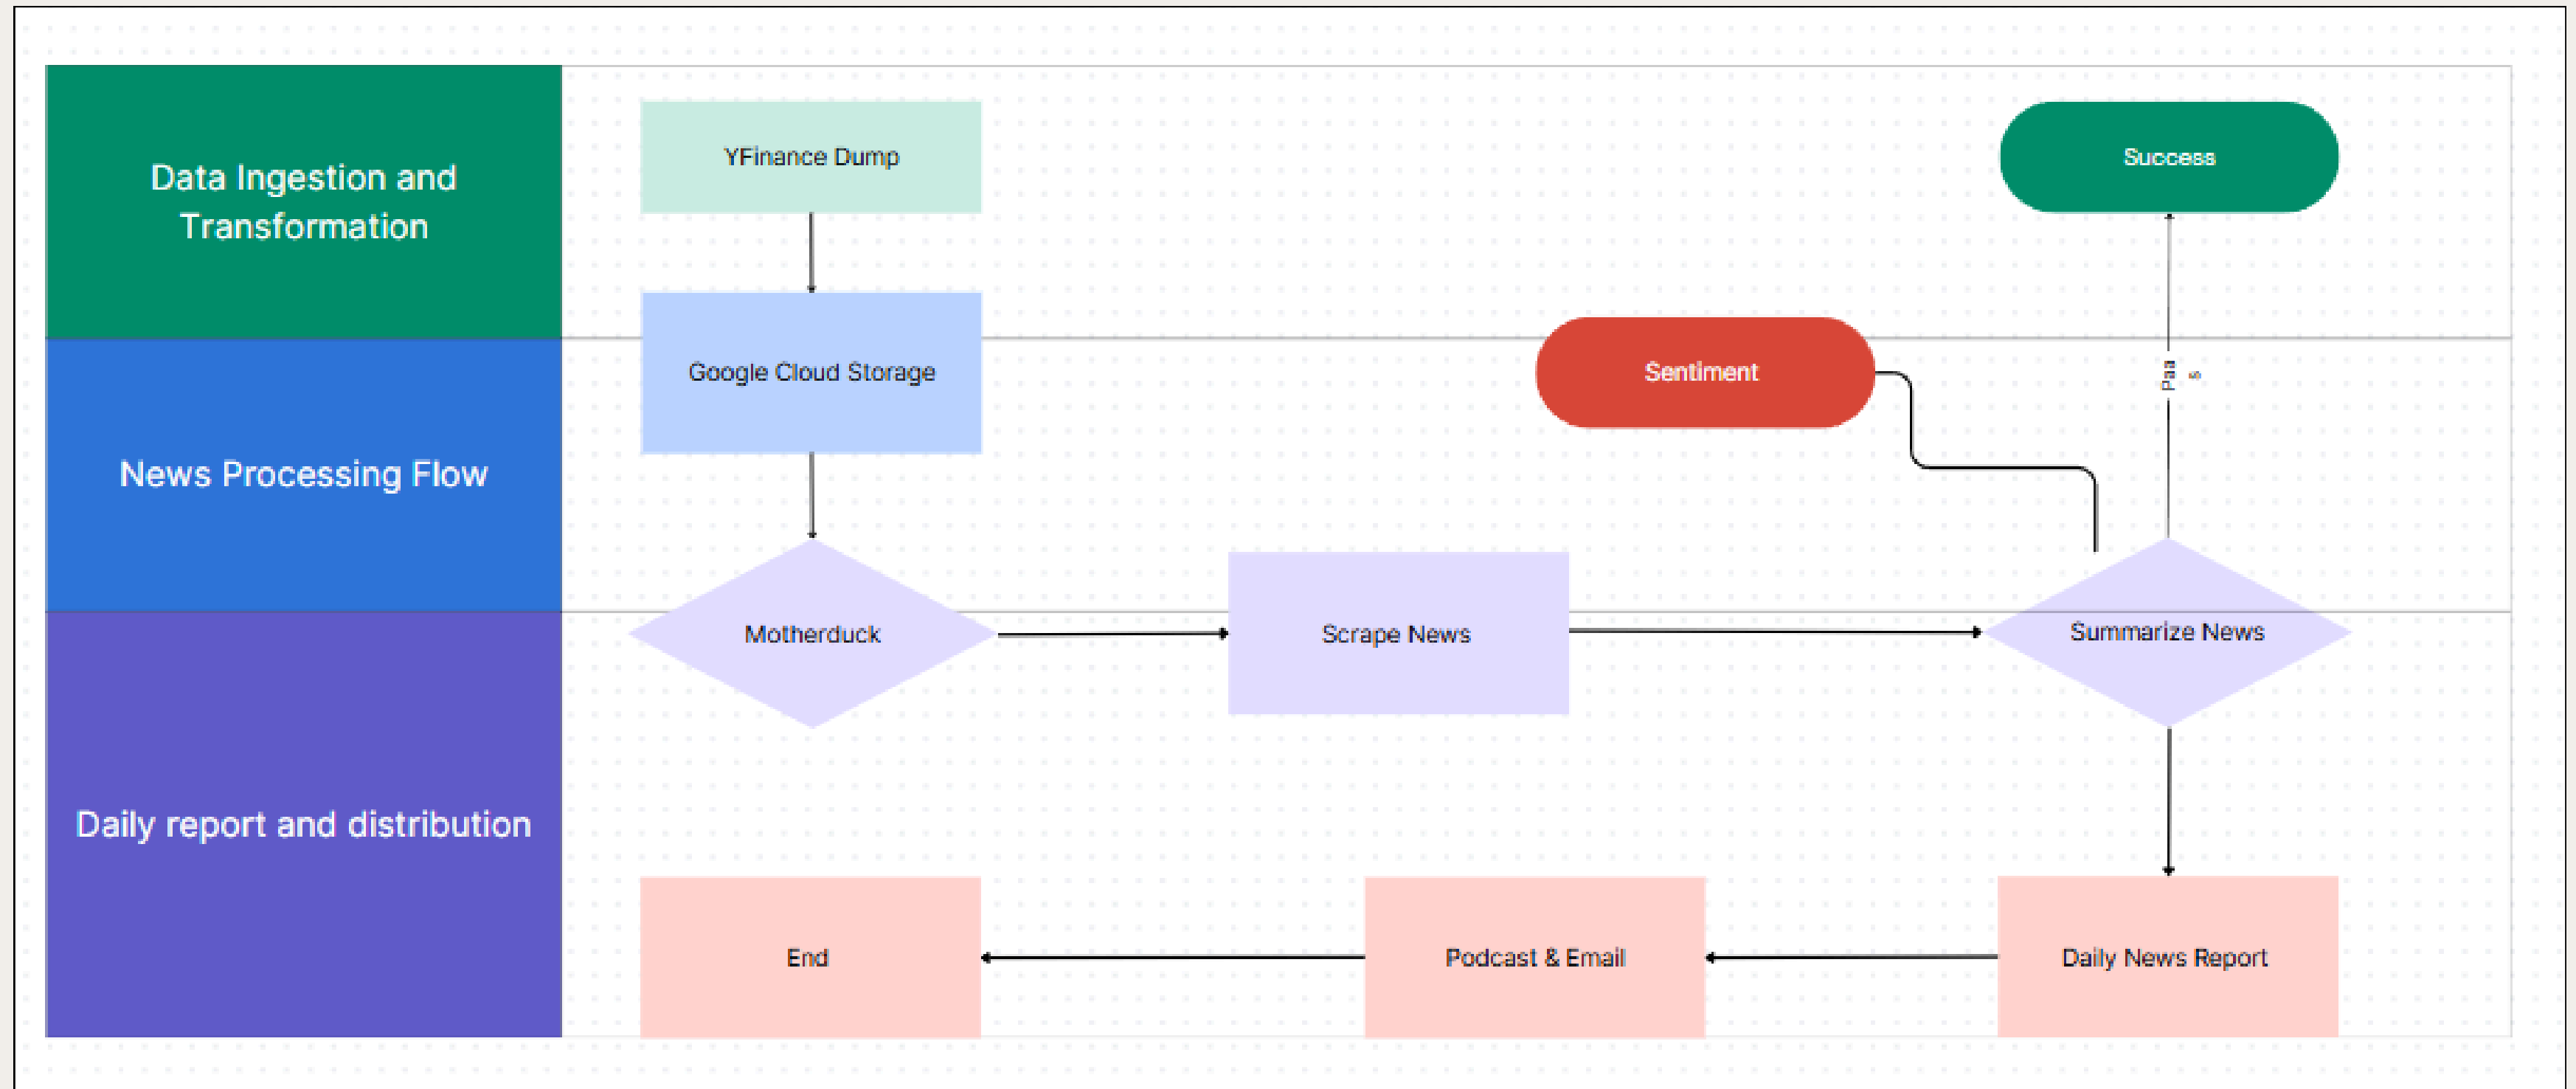 Data Ingestion and
Transformation
YFinance Dump
Success
Google Cloud Storage
Sentiment
Paa
s
News Processing Flow
Motherduck
Scrape News
Summarize News
Daily report and distribution
End
Podcast & Email
Daily News Report